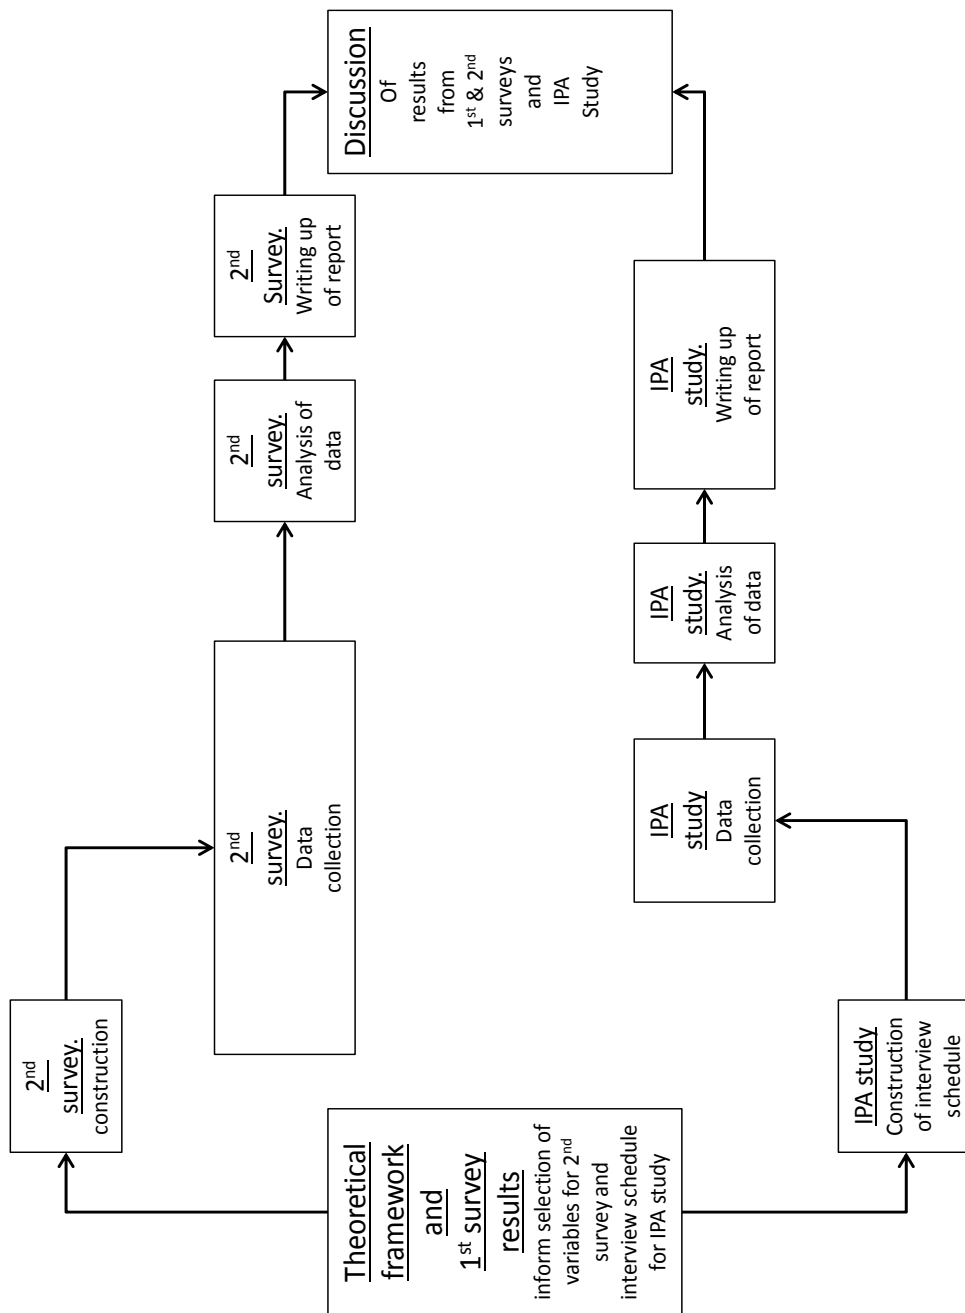 Theoretical
framework
and
1st survey
results
inform selection of
variables for 2nd
survey and
interview schedule
for IPA study
2nd
survey.
construction
2nd
survey.
Data
collection
2nd
survey.
Analysis of
data
2nd
Survey.
Writing up
of report
IPA study
Construction
of interview
schedule
IPA
study
Data
collection
IPA
study.
Analysis
of data
IPA
study.
Writing up
of report
Discussion
Of
results
from
1st & 2nd
surveys
and
IPA
Study